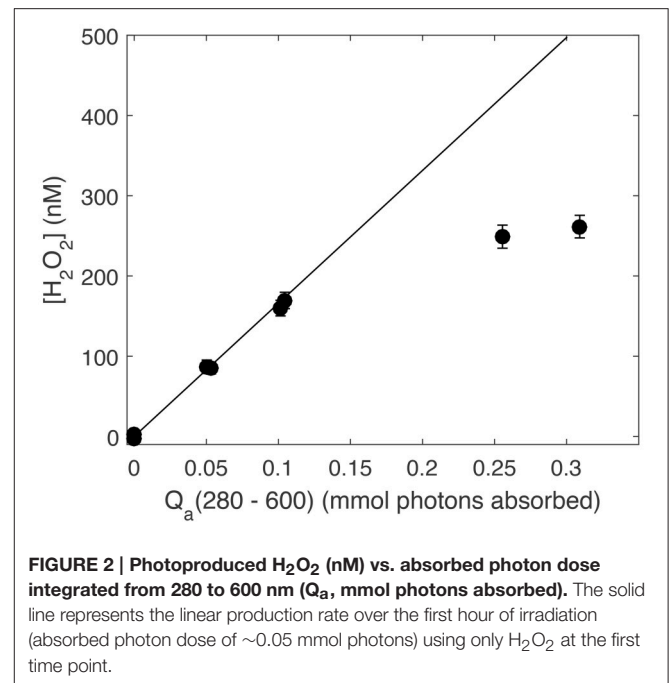 500
400
300
200
100
0
[H₂O₂] (nM)
0 0.05 0.1 0.15 0.2 0.25 0.3
Qₐ(280 - 600) (mmol photons absorbed)
FIGURE 2 | Photoproduced H₂O₂ (nM) vs. absorbed photon dose
integrated from 280 to 600 nm (Qₐ, mmol photons absorbed). The solid
line represents the linear production rate over the first hour of irradiation
(absorbed photon dose of ∼0.05 mmol photons) using only H₂O₂ at the first
time point.